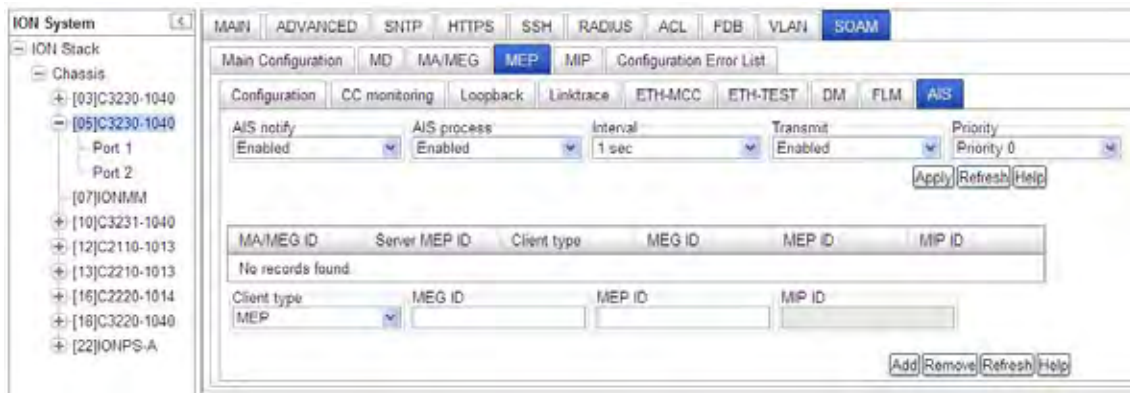 ION System
ION Stack
Chassis
[03]C3230-1040
[05]C3230-1040
Port 1
Port 2
[07]IONMM
[10]C3231-1040
[12]C2110-1013
[13]C2210-1013
[16]C2220-1014
[18]C3220-1040
[22]IONPS-A
MAIN ADVANCED SNTP HTTPS SSH RADIUS ACL FDB VLAN SOAM
Main Configuration MD MA/MEG MEP MIP Configuration Error List
Configuration CC monitoring Loopback Linktrace ETH-MCC ETH-TEST DM FLM AIS
AIS notify AIS process Interval Transmit Priority
Enabled Enabled 1 sec Enabled Priority 0
Apply Refresh Help
MA/MEG ID Server MEP ID Client type MEG ID MEP ID MIP ID
No records found
Client type MEG ID MEP ID MIP ID
MEP
Add Remove Refresh Help